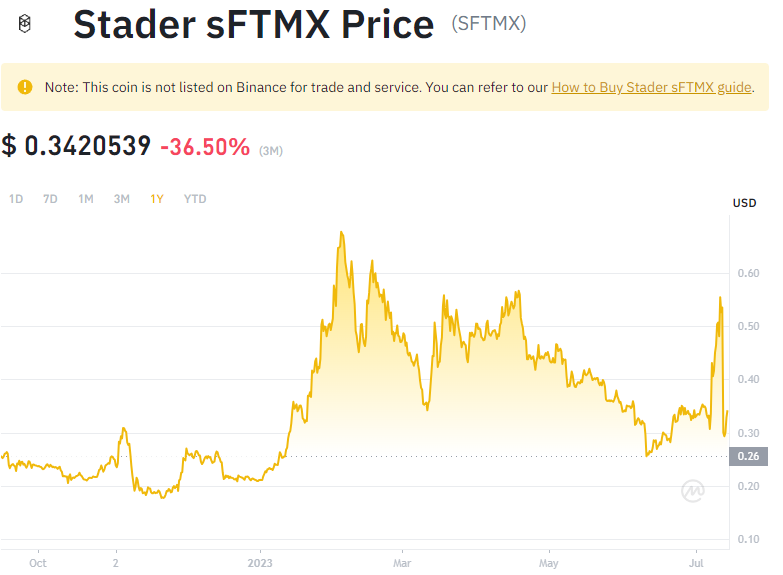 Stader sFTMX Price (SFTMX)
Note: This coin is not listed on Binance for trade and service. You can refer to our How to Buy Stader sFTMX guide.
$ 0.3420539 -36.50% (3M)
1D 7D 1M 3M 1Y YTD
USD
0.60
0.50
0.40
0.30
0.26
0.20
0.10
Oct 2 2023 Mar May Jul